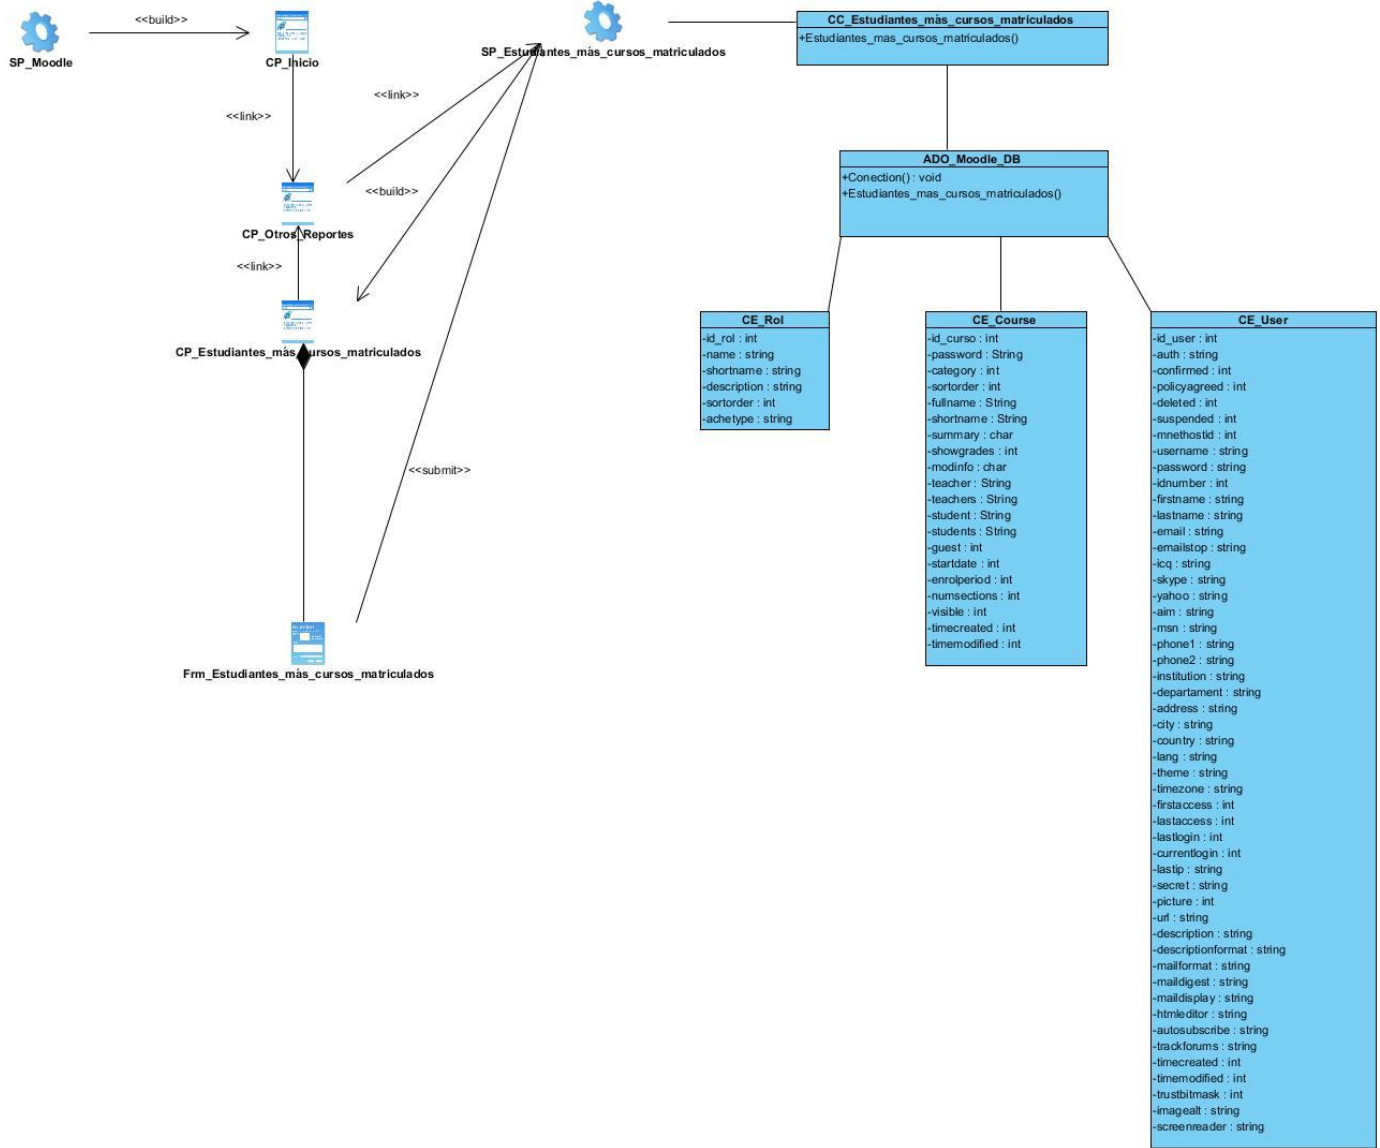 <<build>>
SP_Moodle
CP_Inicio
<<link>>
SP_Estudiantes_más_cursos_matriculados
<<link>>
<<build>>
CP_Otros_Reportes
<<link>>
CP_Estudiantes_más_cursos_matriculados
<<submit>>
Frm_Estudiantes_más_cursos_matriculados
CC_Estudiantes_más_cursos_matriculados
+Estudiantes_mas_cursos_matriculados()
ADO_Moodle_DB
+Conection() : void
+Estudiantes_mas_cursos_matriculados()
CE_Rol
-id_rol : int
-name : string
-shortname : string
-description : string
-sortorder : int
-achetype : string
CE_Course
-id_curso : int
-password : String
-category : int
-sortorder : int
-fullname : String
-shortname : String
-summary : char
-showgrades : int
-modinfo : char
-teacher : String
-teachers : String
-student : String
-students : String
-guest : int
-startdate : int
-enrolperiod : int
-numsections : int
-visible : int
-timecreated : int
-timemodified : int
CE_User
-id_user : int
-auth : string
-confirmed : int
-policyagreed : int
-deleted : int
-suspended : int
-mnethostid : int
-username : string
-password : string
-idnumber : int
-firstname : string
-lastname : string
-email : string
-emailstop : string
-icq : string
-skype : string
-yahoo : string
-aim : string
-msn : string
-phone1 : string
-phone2 : string
-institution : string
-departament : string
-address : string
-city : string
-country : string
-lang : string
-theme : string
-timezone : string
-firstaccess : int
-lastaccess : int
-lastlogin : int
-currentlogin : int
-lastip : string
-secret : string
-picture : int
-url : string
-description : string
-descriptionformat : string
-mailformat : string
-maildigest : string
-maildisplay : string
-htmleditor : string
-autosubscribe : string
-trackforums : string
-timecreated : int
-timemodified : int
-trustbitmask : int
-imagealt : string
-screenreader : string